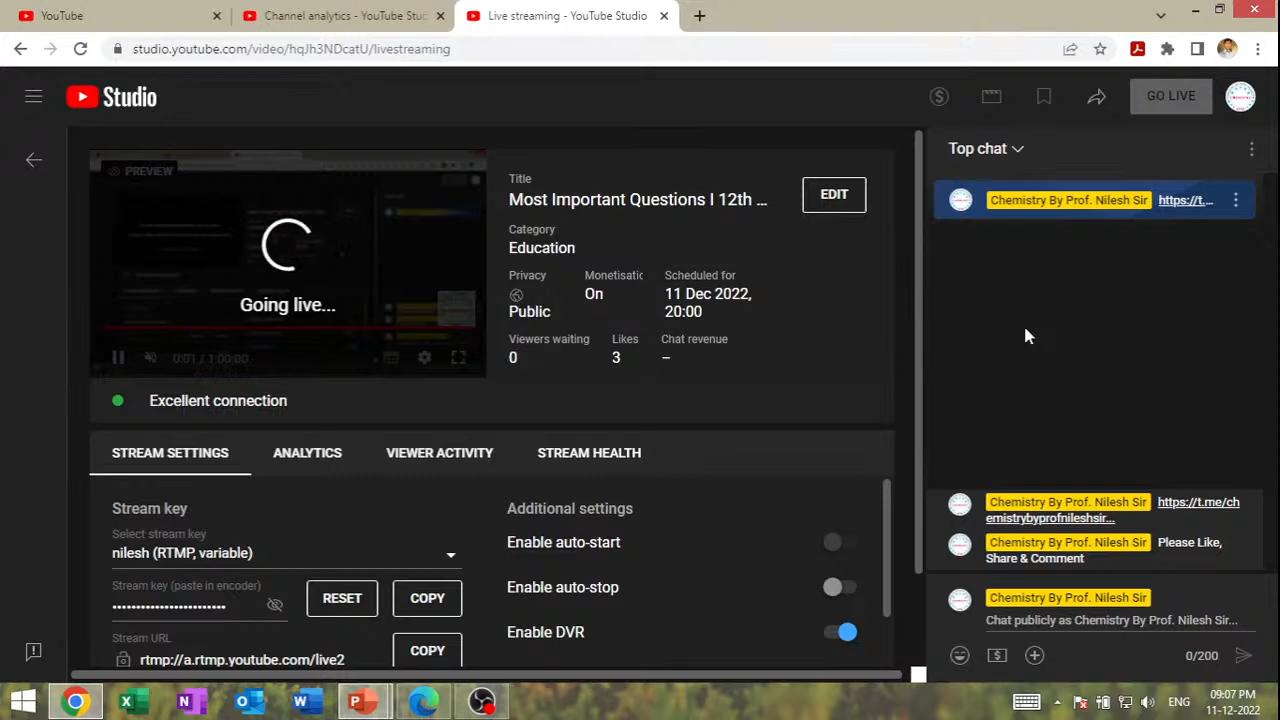 YouTube
Channel analytics - YouTube Stud
Live streaming - YouTube Studio
studio.youtube.com/video/hqJh3NDcatU/livestreaming
Studio
GO LIVE
PREVIEW
Going live...
0:01 / 1:00:00
Title
Most Important Questions I 12th ...
EDIT
Category
Education
Privacy
Monetisatic
Scheduled for
Public
On
11 Dec 2022,
20:00
Viewers waiting
Likes
Chat revenue
0
3
–
Excellent connection
STREAM SETTINGS
ANALYTICS
VIEWER ACTIVITY
STREAM HEALTH
Stream key
Select stream key
nilesh (RTMP, variable)
Stream key (paste in encoder)
RESET
COPY
Stream URL
rtmp://a.rtmp.youtube.com/live2
COPY
Additional settings
Enable auto-start
Enable auto-stop
Enable DVR
Top chat
Chemistry By Prof. Nilesh Sir https://t....
Chemistry By Prof. Nilesh Sir https://t.me/ch
emistrybyprofnileshsir...
Chemistry By Prof. Nilesh Sir Please Like,
Share & Comment
Chemistry By Prof. Nilesh Sir
Chat publicly as Chemistry By Prof. Nilesh Sir...
0/200
ENG
09:07 PM
11-12-2022